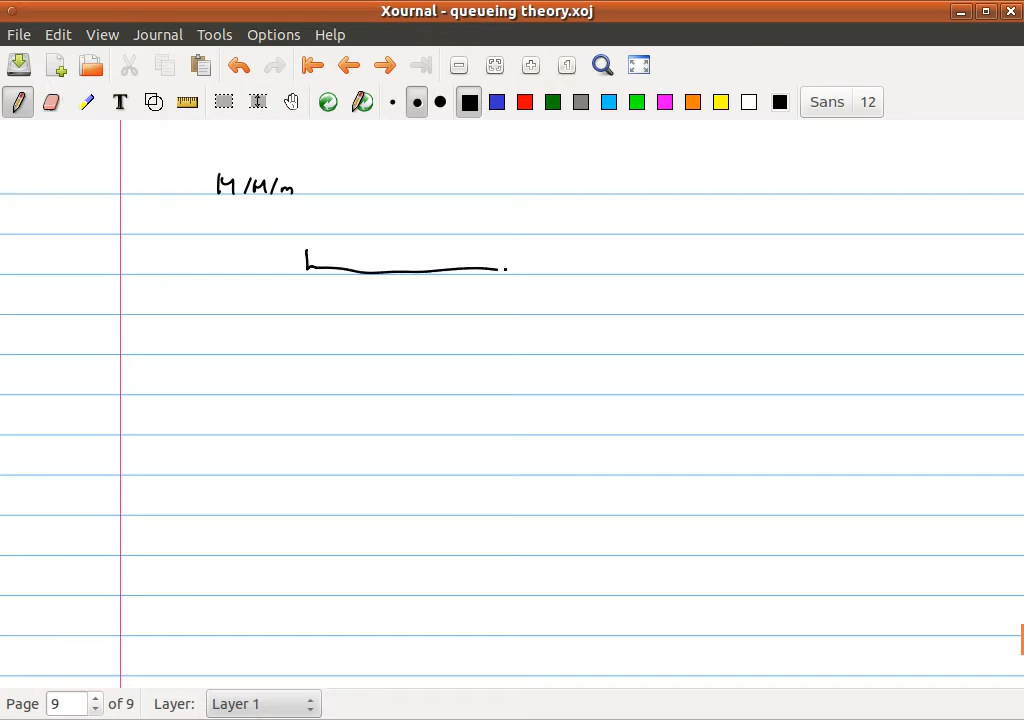 Xournal - queueing theory.xoj
File Edit View Journal Tools Options Help
T 1 Sans 12
M/M/m
Page 9 of 9 Layer: Layer 1